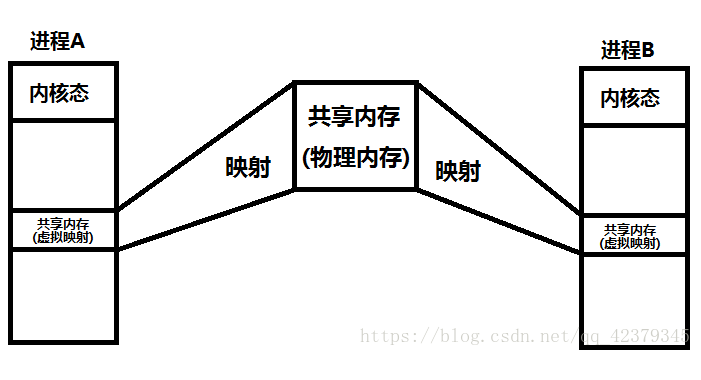 进程A
进程B
内核态
内核态
共享内存
(物理内存)
映射
映射
共享内存
(虚拟映射)
共享内存
(虚拟映射)
https://blog.csdn.net/qq_42379345